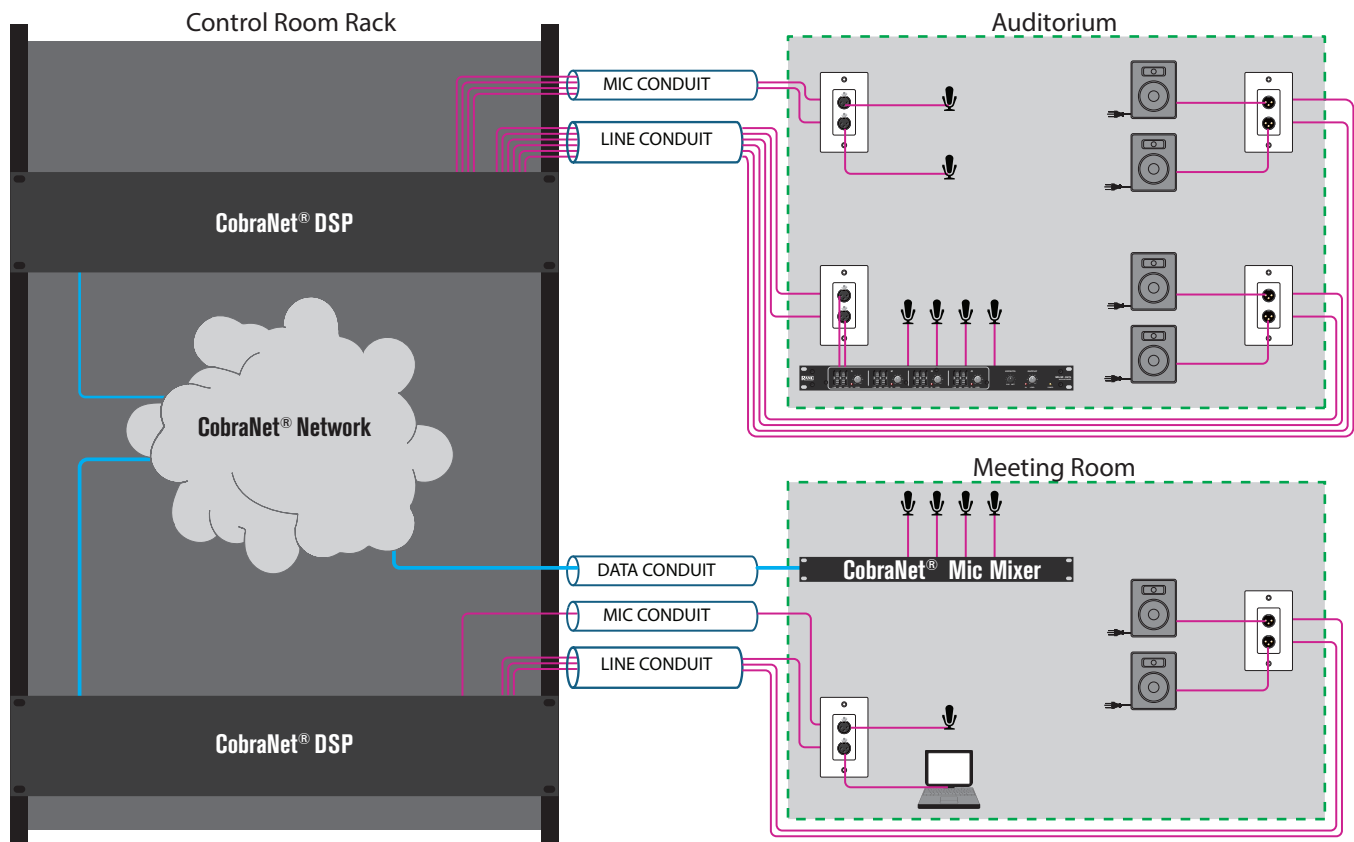 Control Room Rack
Auditorium
MIC CONDUIT
LINE CONDUIT
CobraNet® DSP
CobraNet® Network
Meeting Room
DATA CONDUIT
CobraNet® Mic Mixer
MIC CONDUIT
LINE CONDUIT
CobraNet® DSP